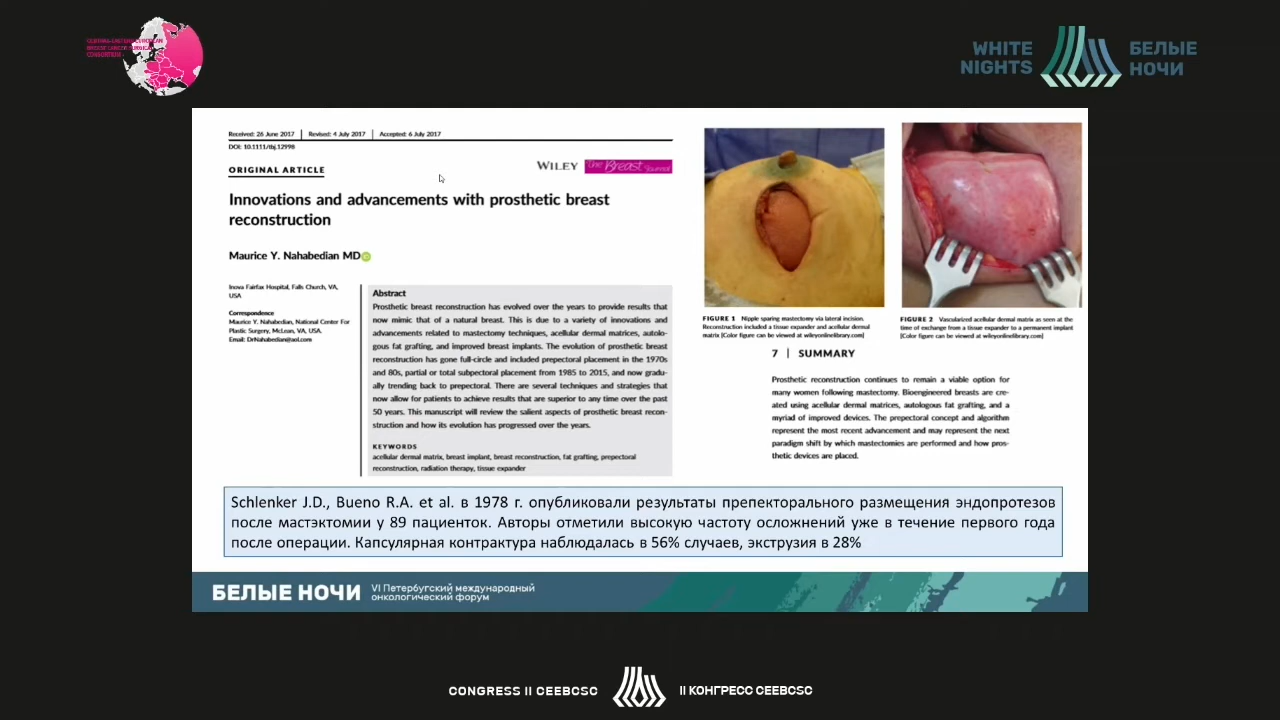 CENTRAL-EASTERN EUROPEAN
BREAST CANCER SURGICAL
CONSORTIUM
WHITE
NIGHTS
БЕЛЫЕ
НОЧИ
Received: 26 June 2017 | Revised: 4 July 2017 | Accepted: 6 July 2017
DOI: 10.1111/tbj.12998
ORIGINAL ARTICLE
WILEY The Breast Journal
Innovations and advancements with prosthetic breast
reconstruction
Maurice Y. Nahabedian MD
Inova Fairfax Hospital, Falls Church, VA,
USA
Correspondence
Maurice Y. Nahabedian, National Center For
Plastic Surgery, McLean, VA, USA.
Email: DrNahabedian@aol.com
Abstract
Prosthetic breast reconstruction has evolved over the years to provide results that
now mimic that of a natural breast. This is due to a variety of innovations and
advancements related to mastectomy techniques, acellular dermal matrices, autolo-
gous fat grafting, and improved breast implants. The evolution of prosthetic breast
reconstruction has gone full-circle and included prepectoral placement in the 1970s
and 80s, partial or total subpectoral placement from 1985 to 2015, and now gradu-
ally trending back to prepectoral. There are several techniques and strategies that
now allow for patients to achieve results that are superior to any time over the past
50 years. This manuscript will review the salient aspects of prosthetic breast recon-
struction and how its evolution has progressed over the years.
KEYWORDS
acellular dermal matrix, breast implant, breast reconstruction, fat grafting, prepectoral
reconstruction, radiation therapy, tissue expander
FIGURE 1 Nipple sparing mastectomy via lateral incision.
Reconstruction included a tissue expander and acellular dermal
matrix [Color figure can be viewed at wileyonlinelibrary.com]
FIGURE 2 Vascularized acellular dermal matrix as seen at the
time of exchange from a tissue expander to a permanent implant
[Color figure can be viewed at wileyonlinelibrary.com]
7 | SUMMARY
Prosthetic reconstruction continues to remain a viable option for
many women following mastectomy. Bioengineered breasts are cre-
ated using acellular dermal matrices, autologous fat grafting, and a
myriad of improved devices. The prepectoral concept and algorithm
represent the most recent advancement and may represent the next
paradigm shift by which mastectomies are performed and how pros-
thetic devices are placed.
Schlenker J.D., Bueno R.A. et al. в 1978 г. опубликовали результаты препекторального размещения эндопротезов
после мастэктомии у 89 пациенток. Авторы отметили высокую частоту осложнений уже в течение первого года
после операции. Капсулярная контрактура наблюдалась в 56% случаев, экструзия в 28%
БЕЛЫЕ НОЧИ
VI Петербургский международный
онкологический форум
CONGRESS II CEEBCSC
II КОНГРЕСС CEEBCSC